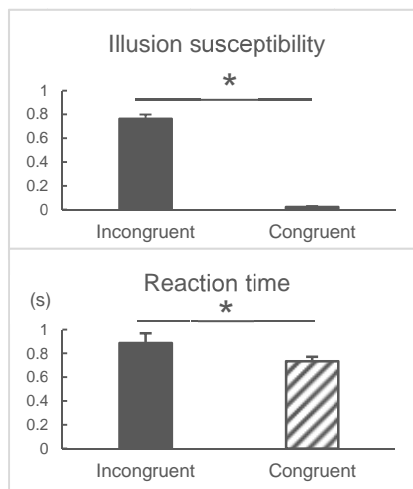 Illusion susceptibility
*
1
0.8
0.6
0.4
0.2
0
Incongruent Congruent
Reaction time
(s)
*
1
0.8
0.6
0.4
0.2
0
Incongruent Congruent